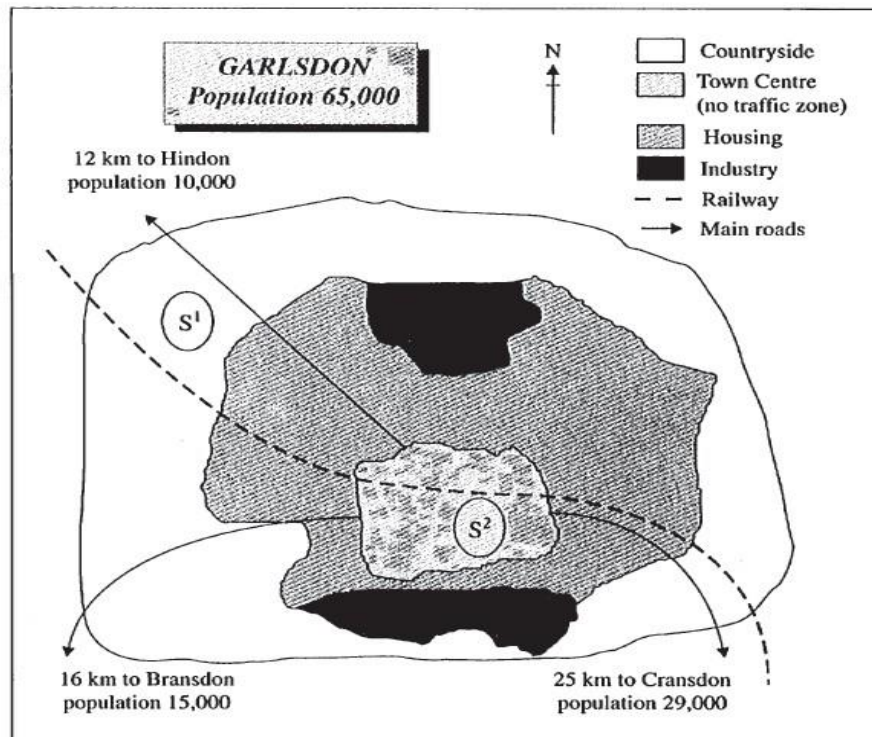 GARLSDON
Population 65,000
N
Countryside
Town Centre
(no traffic zone)
Housing
Industry
Railway
Main roads
12 km to Hindon
population 10,000
S¹
S²
16 km to Bransdon
population 15,000
25 km to Cransdon
population 29,000